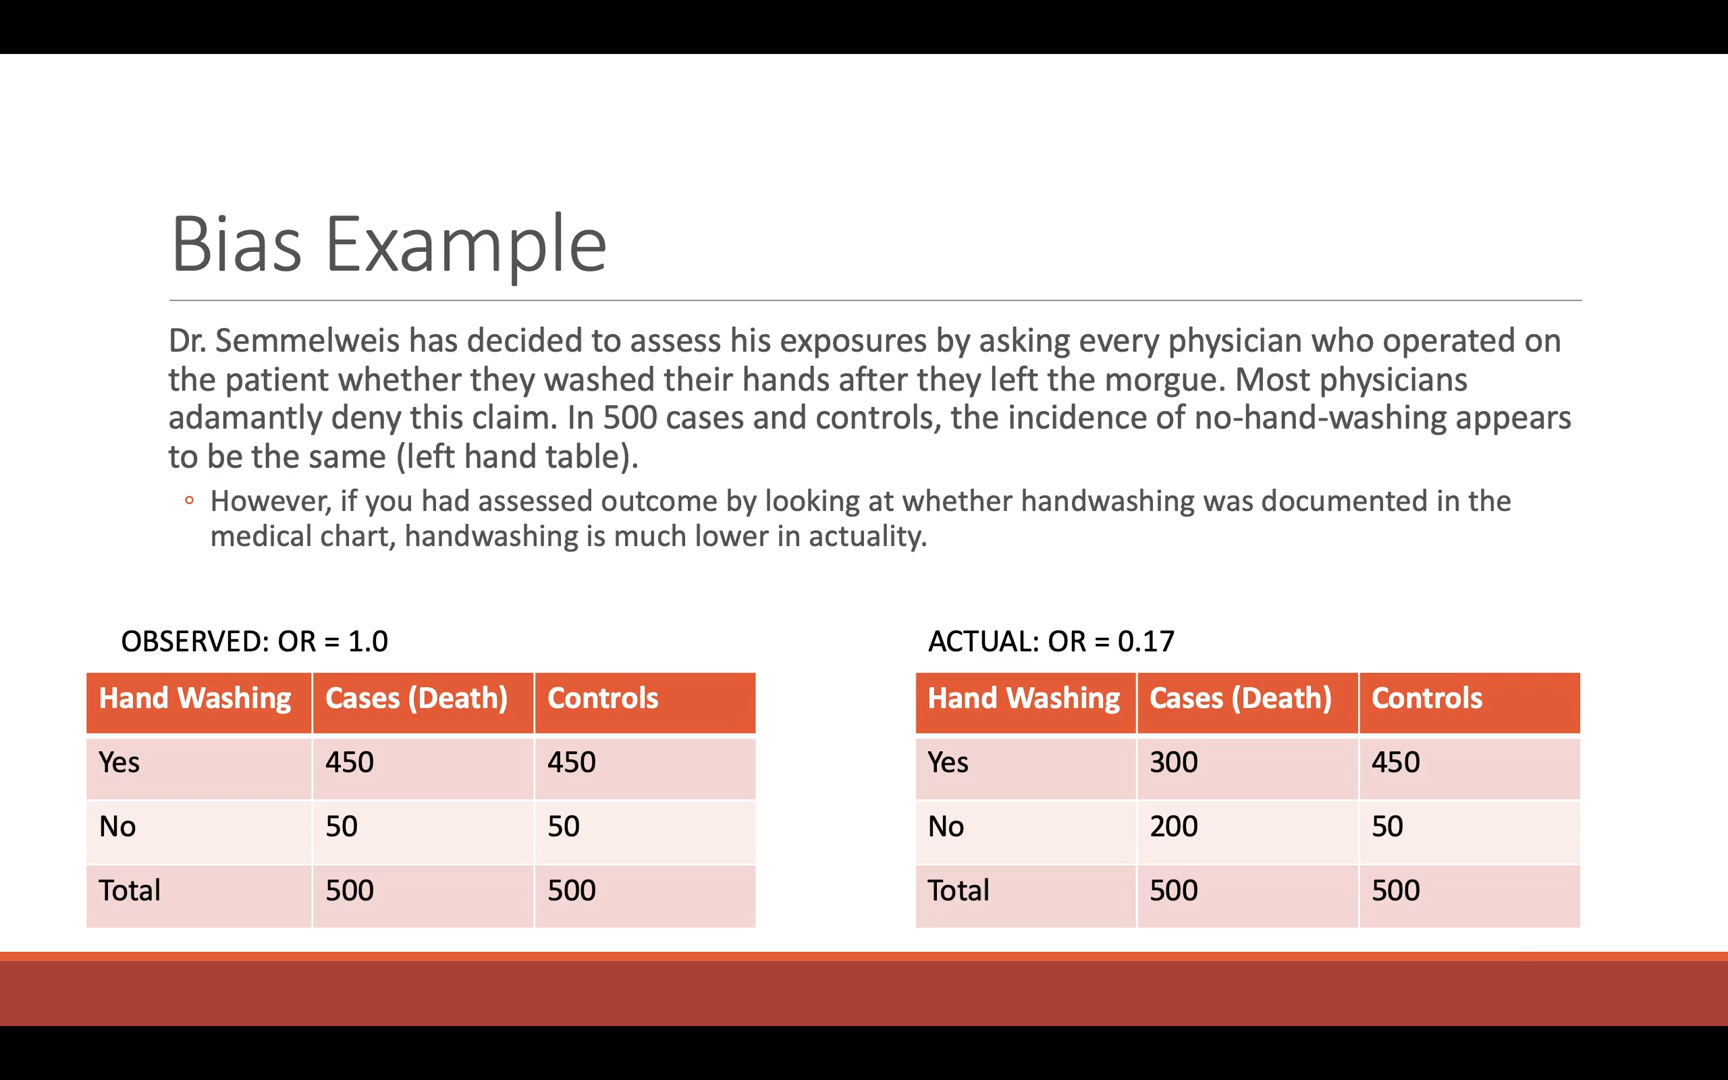 Bias Example
Dr. Semmelweis has decided to assess his exposures by asking every physician who operated on
the patient whether they washed their hands after they left the morgue. Most physicians
adamantly deny this claim. In 500 cases and controls, the incidence of no-hand-washing appears
to be the same (left hand table).
◦ However, if you had assessed outcome by looking at whether handwashing was documented in the
medical chart, handwashing is much lower in actuality.
OBSERVED: OR = 1.0
Hand Washing Cases (Death) Controls
Yes 450 450
No 50 50
Total 500 500
ACTUAL: OR = 0.17
Hand Washing Cases (Death) Controls
Yes 300 450
No 200 50
Total 500 500